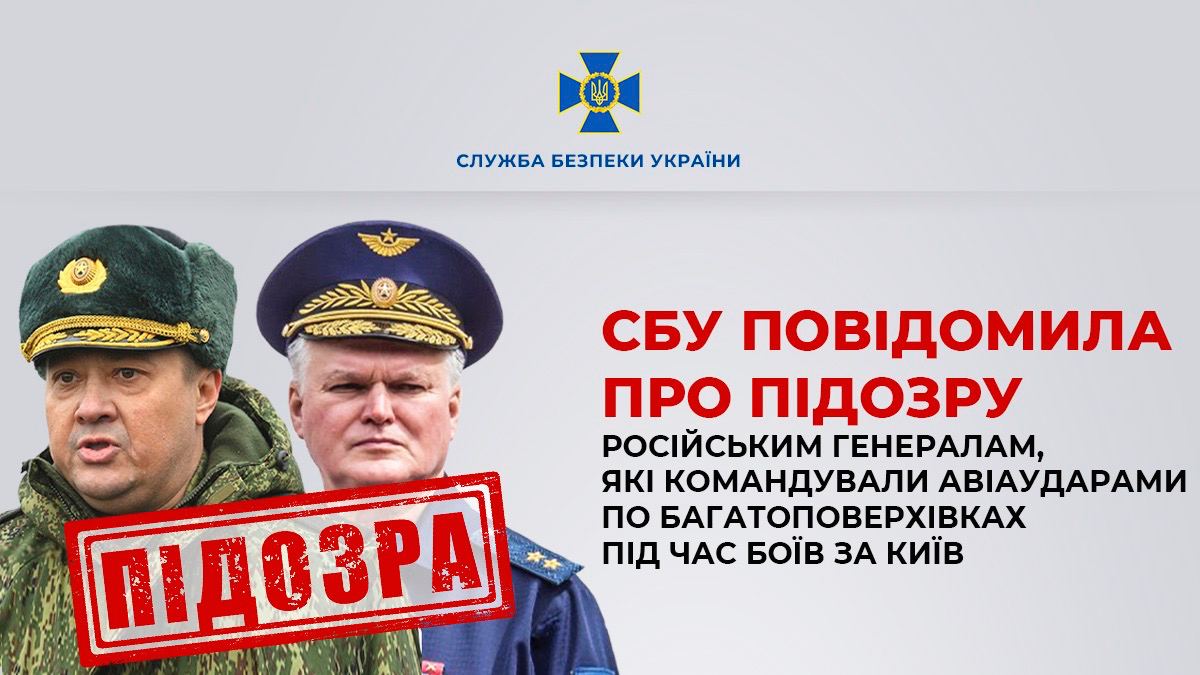 СЛУЖБА БЕЗПЕКИ УКРАЇНИ
СБУ ПОВІДОМИЛА
ПРО ПІДОЗРУ
РОСІЙСЬКИМ ГЕНЕРАЛАМ,
ЯКІ КОМАНДУВАЛИ АВІАУДАРАМИ
ПО БАГАТОПОВЕРХІВКАХ
ПІД ЧАС БОЇВ ЗА КИЇВ
ПІДОЗРА